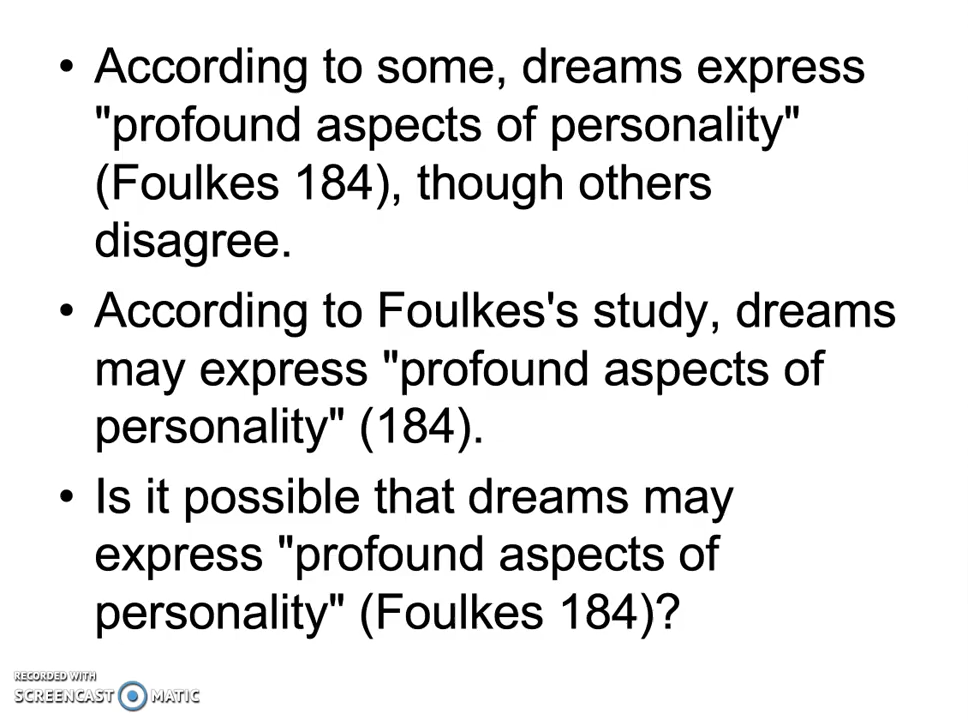 • According to some, dreams express
"profound aspects of personality"
(Foulkes 184), though others
disagree.
• According to Foulkes's study, dreams
may express "profound aspects of
personality" (184).
• Is it possible that dreams may
express "profound aspects of
personality" (Foulkes 184)?
RECORDED WITH
SCREENCAST MATIC